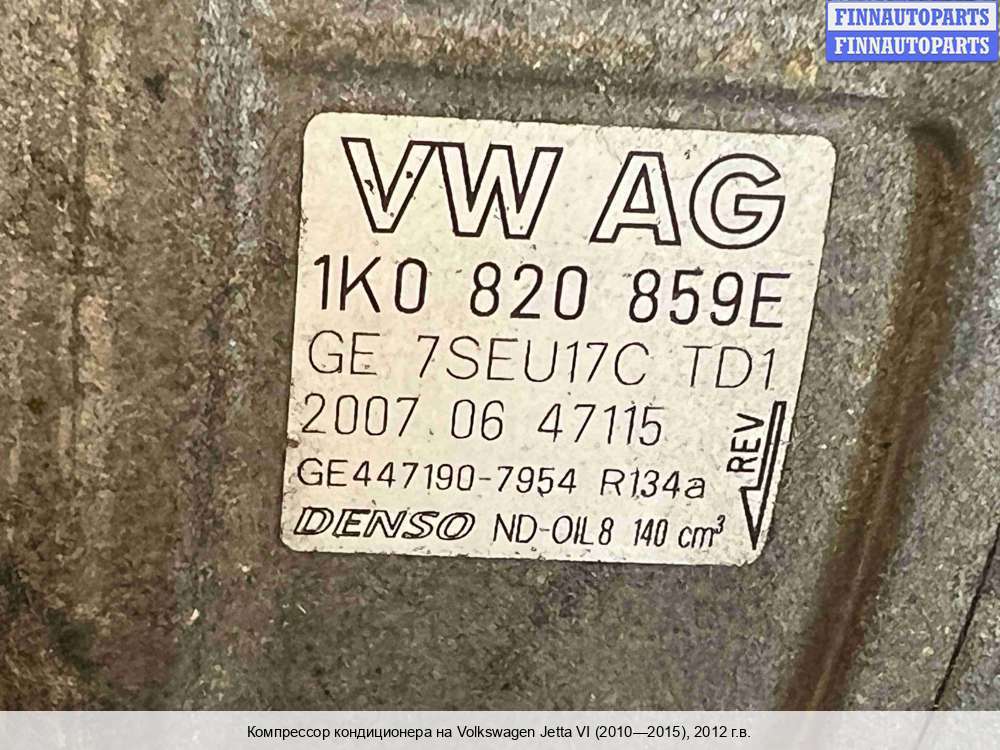 FINNAUTOPARTS
FINNAUTOPARTS
VW AG
1K0 820 859E
GE 7SEU17C TD1
2007 06 47115
REV
GE447190-7954 R134a
DENSO ND-OIL8 140 cm³
Компрессор кондиционера на Volkswagen Jetta VI (2010—2015), 2012 г.в.